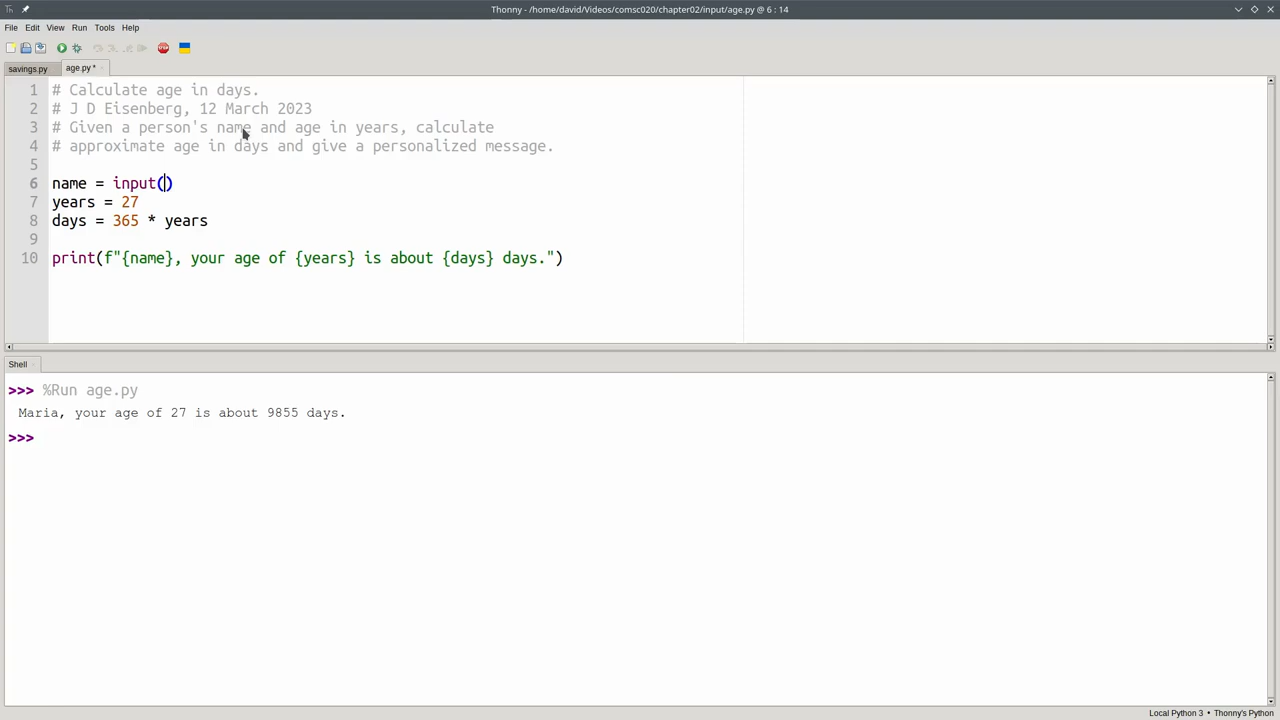 Thonny - /home/david/Videos/comsc020/chapter02/input/age.py @ 6 : 14
File Edit View Run Tools Help
STOP
savings.py
age.py *
1 # Calculate age in days.
2 # J D Eisenberg, 12 March 2023
3 # Given a person's name and age in years, calculate
4 # approximate age in days and give a personalized message.
5
6 name = input()
7 years = 27
8 days = 365 * years
9
10 print(f"{name}, your age of {years} is about {days} days.")
Shell
>>> %Run age.py
Maria, your age of 27 is about 9855 days.
>>>
Local Python 3 • Thonny's Python